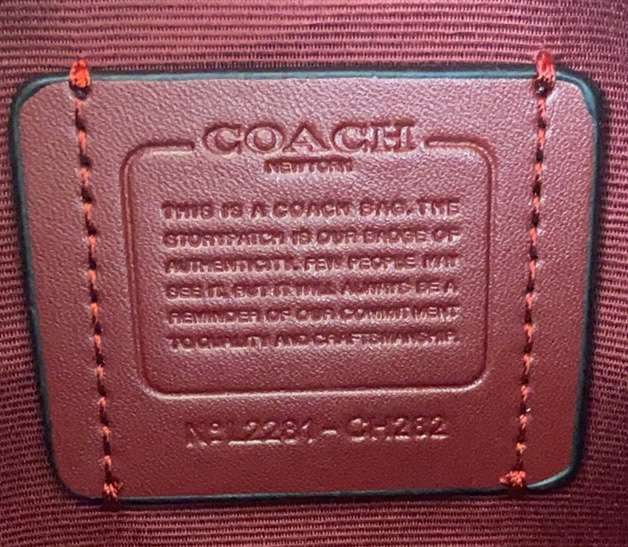 COACH
NEW YORK
THIS IS A COACH BAG. THE
STORYPATCH IS OUR BADGE OF
AUTHENTICITY. FEW PEOPLE MAY
SEE IT, BUT IT WILL ALWAYS BE A
REMINDER OF OUR COMMITMENT
TO QUALITY AND CRAFTSMANSHIP.
Nº L2281-CH282